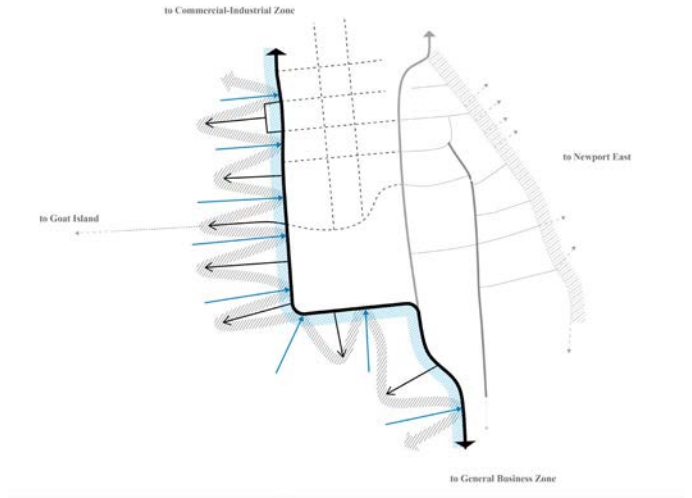 to Commercial-Industrial Zone
to Newport East
to Goat Island
to General Business Zone